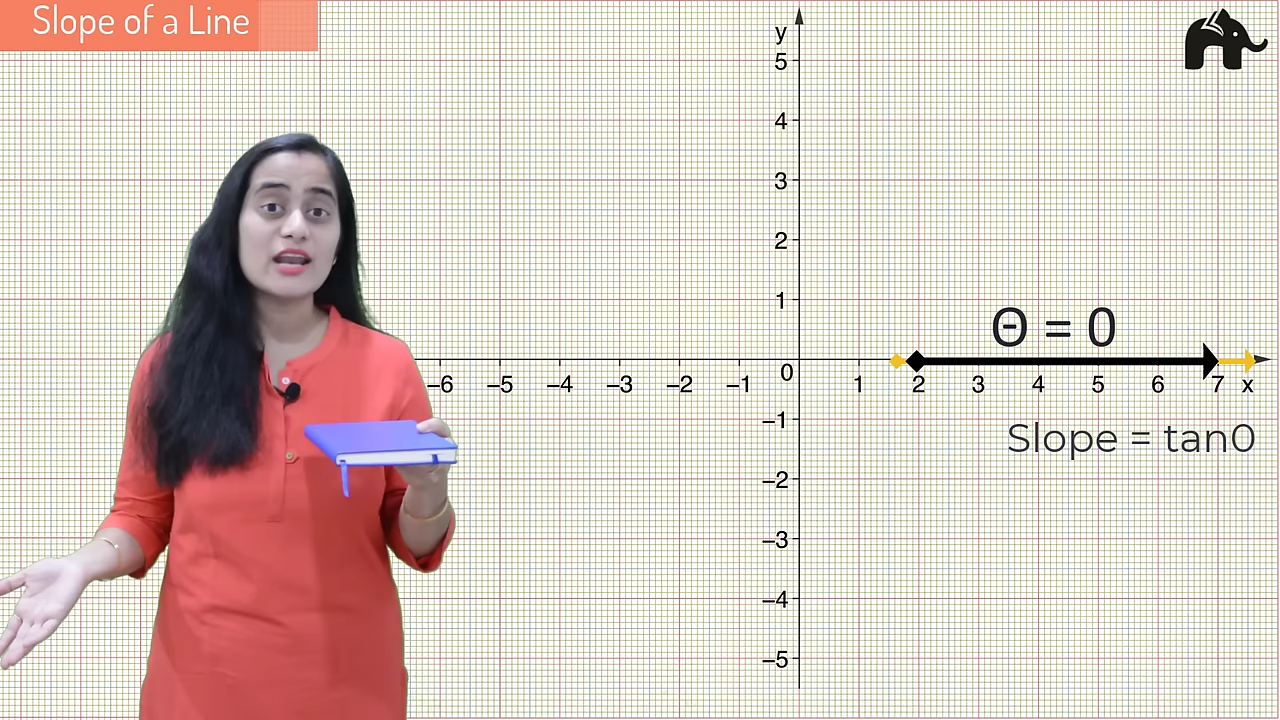 Slope of a Line
y
5
4
3
2
1
Θ = 0
0
−6 −5 −4 −3 −2 −1 1 2 3 4 5 6 7 x
−1
Slope = tan0
−2
−3
−4
−5